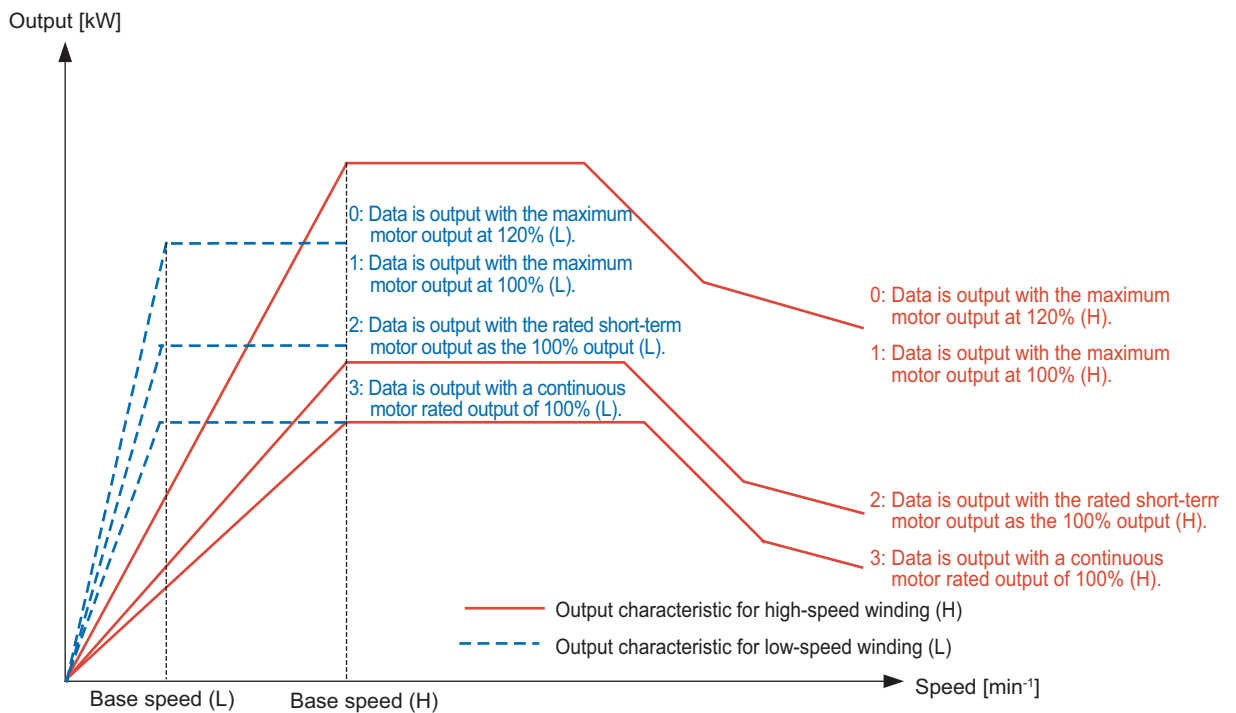 Output [kW]
0: Data is output with the maximum
motor output at 120% (L).
1: Data is output with the maximum
motor output at 100% (L).
2: Data is output with the rated short-term
motor output as the 100% output (L).
3: Data is output with a continuous
motor rated output of 100% (L).
0: Data is output with the maximum
motor output at 120% (H).
1: Data is output with the maximum
motor output at 100% (H).
2: Data is output with the rated short-term
motor output as the 100% output (H).
3: Data is output with a continuous
motor rated output of 100% (H).
Output characteristic for high-speed winding (H)
Output characteristic for low-speed winding (L)
Base speed (L)
Base speed (H)
Speed [min⁻¹]